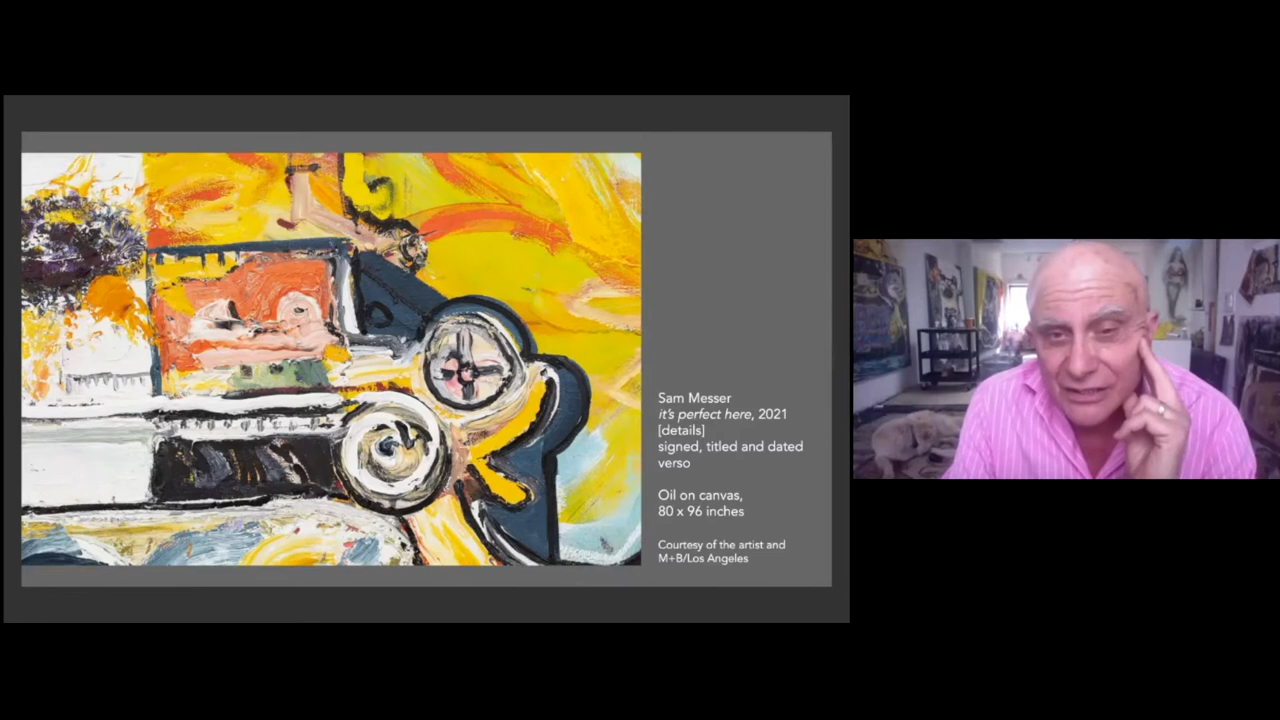 Sam Messer
it's perfect here, 2021
[details]
signed, titled and dated
verso
Oil on canvas,
80 x 96 inches
Courtesy of the artist and
M+B/Los Angeles